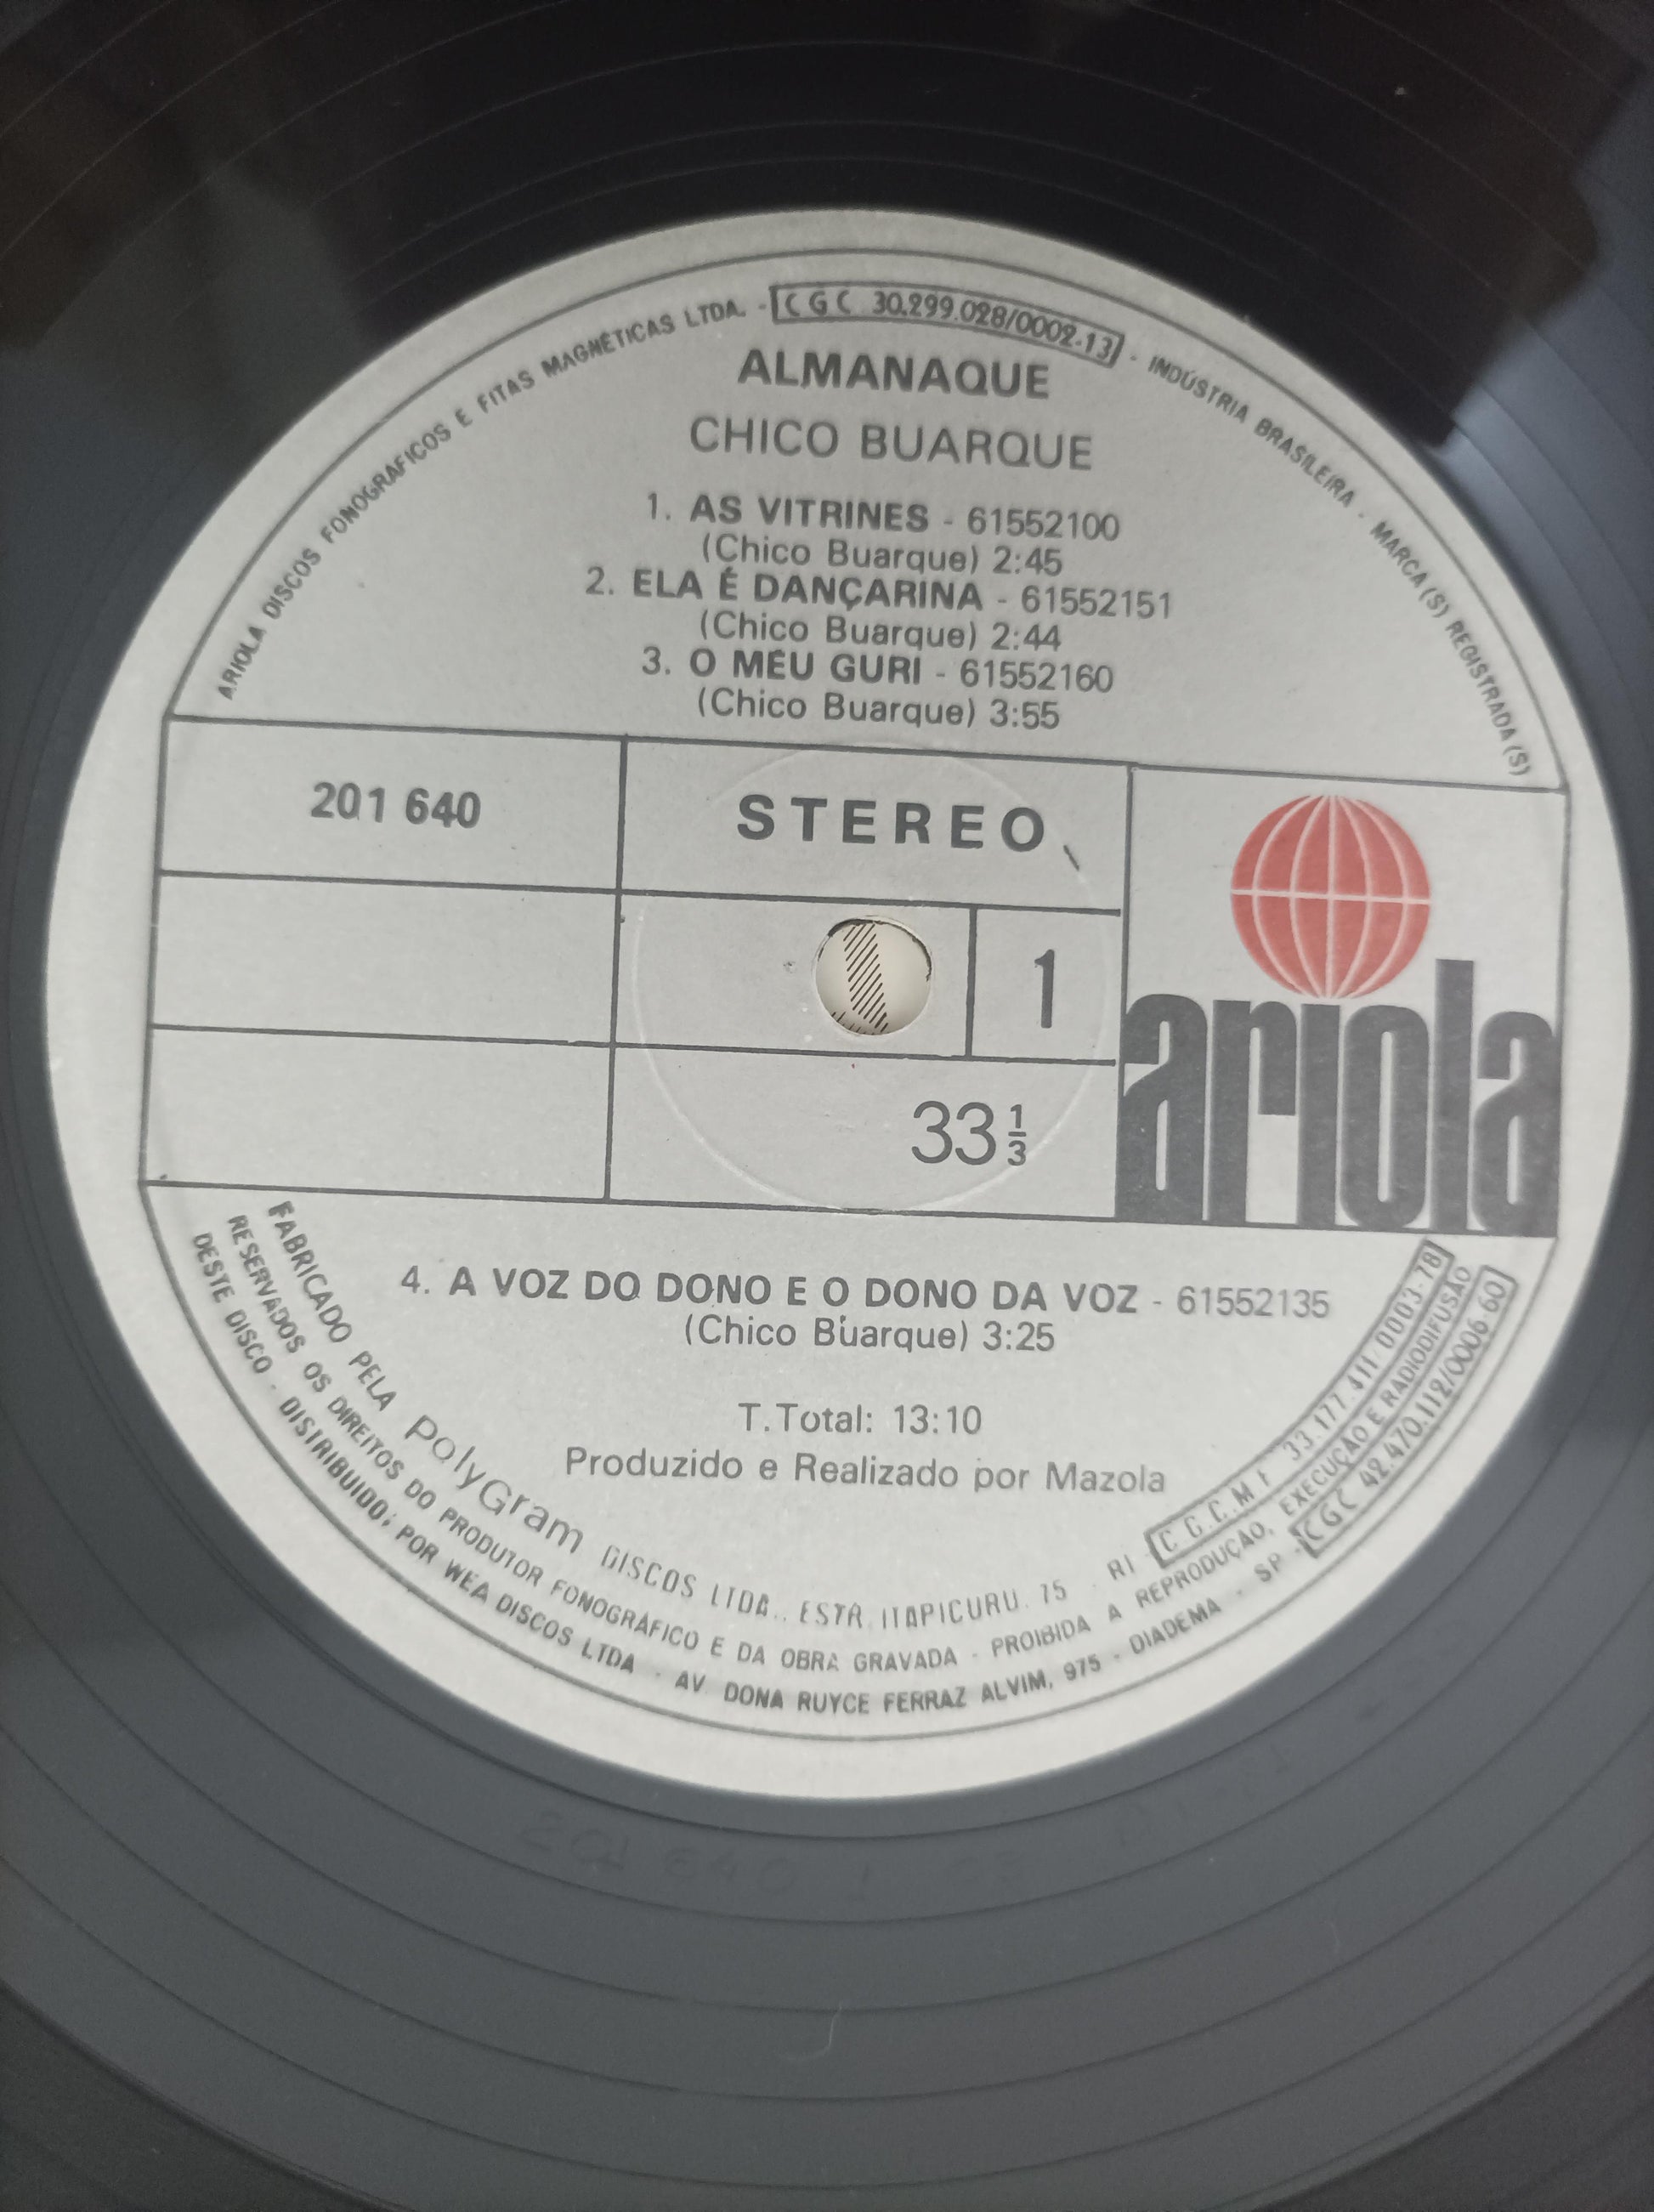 ARIOLA DISCOS FONOGRÁFICOS E FITAS MAGNÉTICAS LTDA. - CGC 30.299.028/0002-13 - INDÚSTRIA BRASILEIRA - MARCA(S) REGISTRADA(S)
ALMANAQUE
CHICO BUARQUE
1. AS VITRINES - 61552100
(Chico Buarque) 2:45
2. ELA É DANÇARINA - 61552151
(Chico Buarque) 2:44
3. O MEU GURI - 61552160
(Chico Buarque) 3:55
201 640
STEREO
1
33 1/3
ariola
4. A VOZ DO DONO E O DONO DA VOZ - 61552135
(Chico Buarque) 3:25
T.Total: 13:10
Produzido e Realizado por Mazola
FABRICADO PELA PolyGram DISCOS LTDA., ESTR. ITAPICURU. 75 - RJ - C.G.C.M.F. 33.177.411/0003-78
RESERVADOS OS DIREITOS DO PRODUTOR FONOGRÁFICO E DA OBRA GRAVADA - PROIBIDA A REPRODUÇÃO, EXECUÇÃO E RADIODIFUSÃO
DESTE DISCO - DISTRIBUIDO; POR WEA DISCOS LTDA - AV. DONA RUYCE FERRAZ ALVIM, 975 - DIADEMA - SP - CGC 42.470.112/0006-60
201 640 1